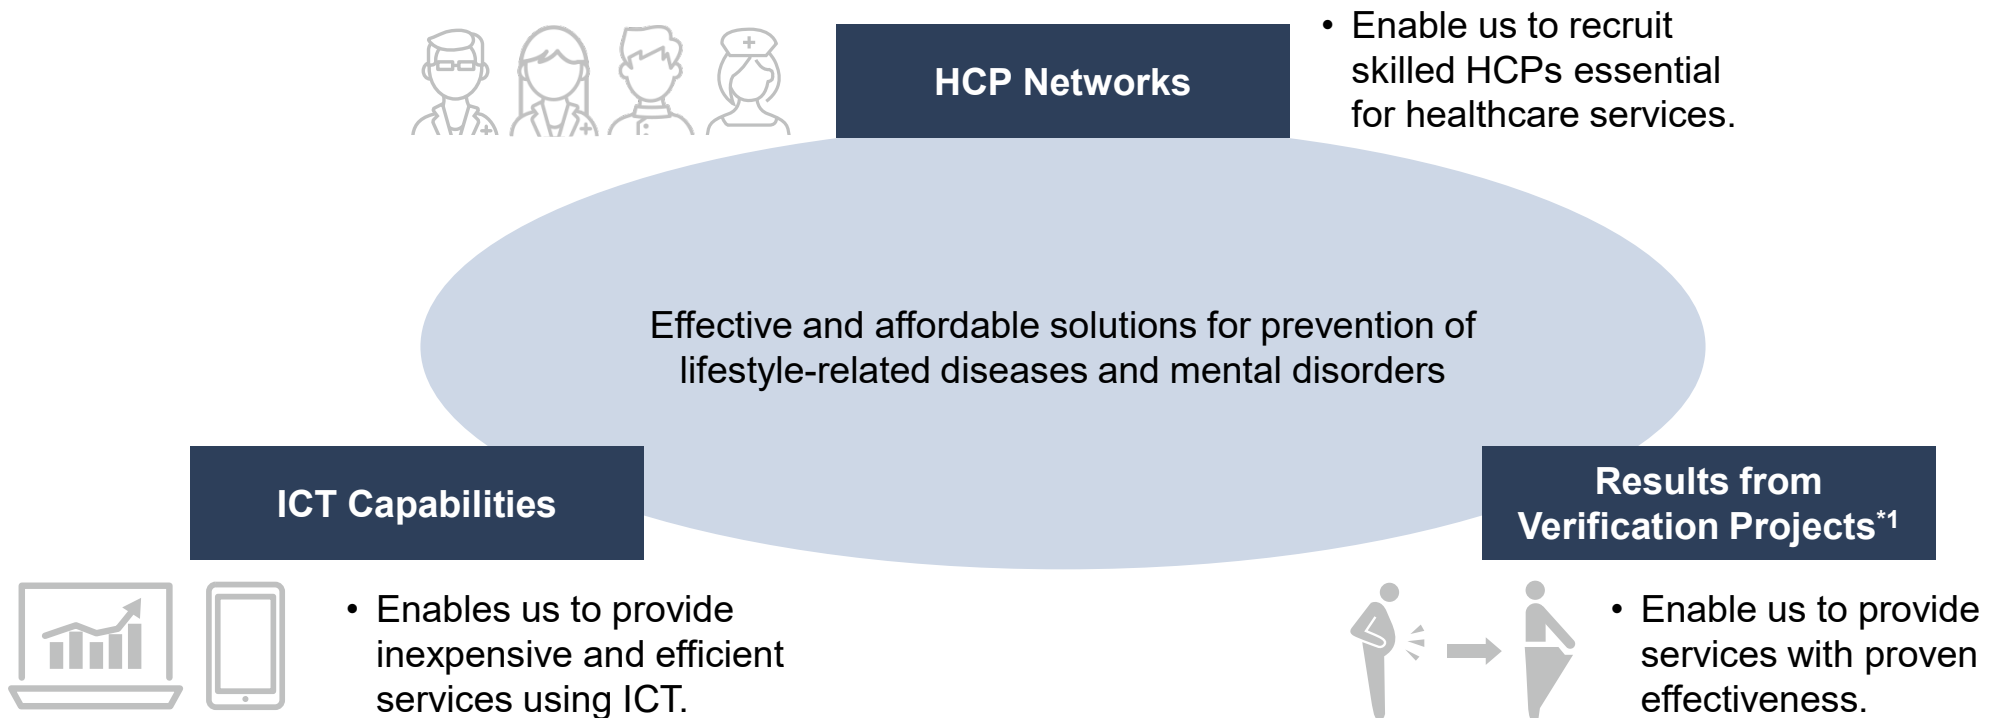 HCP Networks
• Enable us to recruit
skilled HCPs essential
for healthcare services.
Effective and affordable solutions for prevention of
lifestyle-related diseases and mental disorders
ICT Capabilities
• Enables us to provide
inexpensive and efficient
services using ICT.
Results from
Verification Projects*1
• Enable us to provide
services with proven
effectiveness.